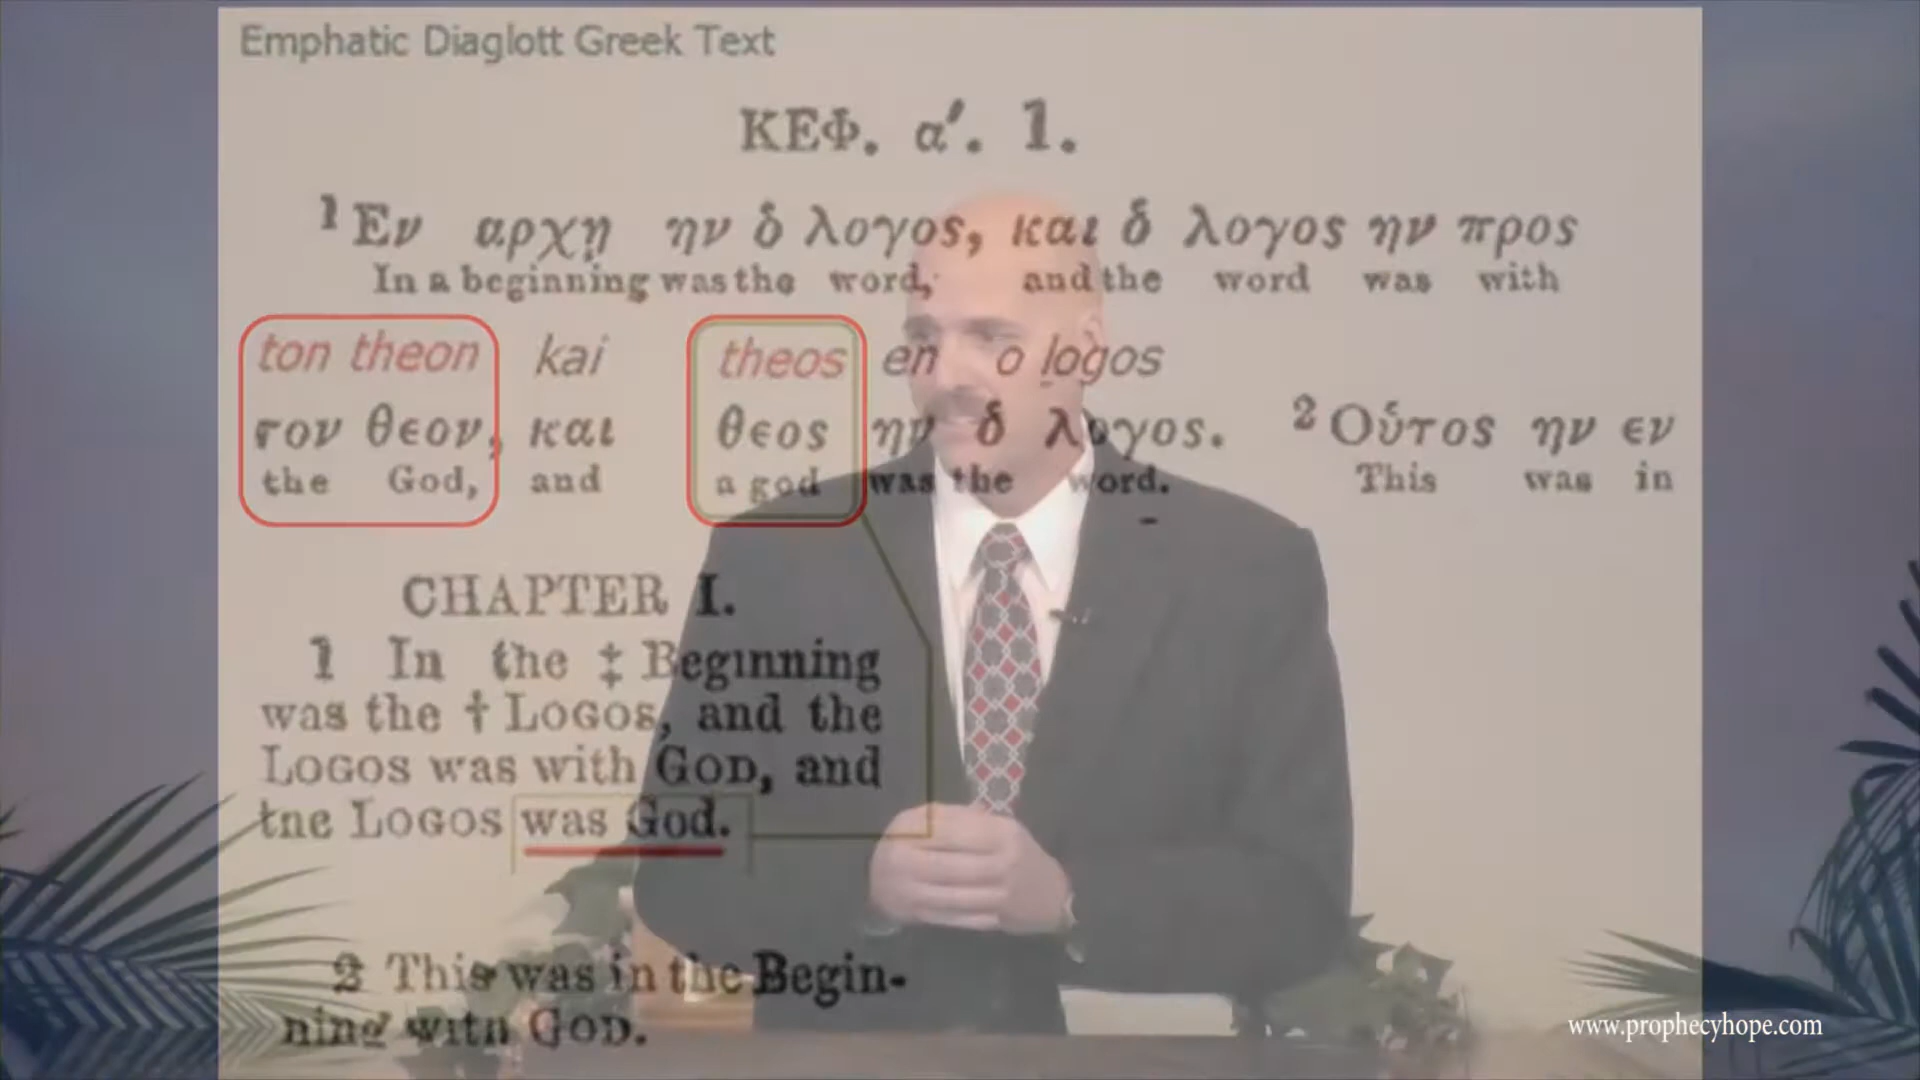 Emphatic Diaglott Greek Text
ΚΕΦ. α′. 1.
1 Εν αρχῃ ην ὁ λογος, και ὁ λογος ην προς
In a beginning was the word, and the word was with
ton theon kai theos en o logos
τον θεον, και θεος ην ὁ λογος. 2 Οὑτος ην εν
the God, and a god was the word. This was in
CHAPTER I.
1 In the ‡ Beginning
was the † LOGOS, and the
LOGOS was with GOD, and
the LOGOS was God.
2 This was in the Begin-
ning with GOD.
www.prophecyhope.com